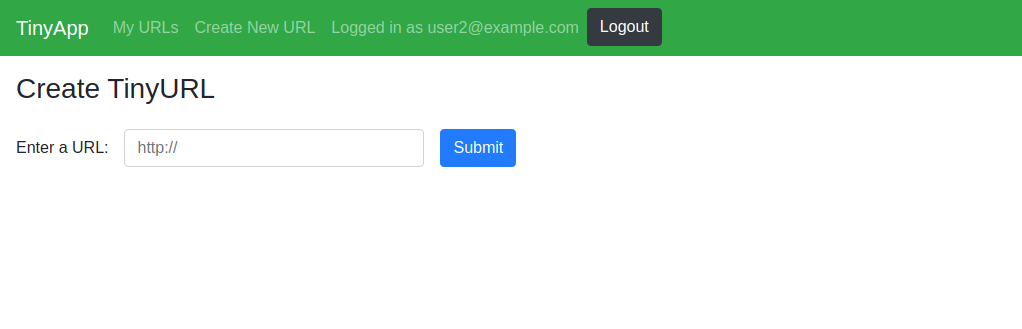 TinyApp My URLs Create New URL Logged in as user2@example.com Logout
Create TinyURL
Enter a URL: http:// Submit